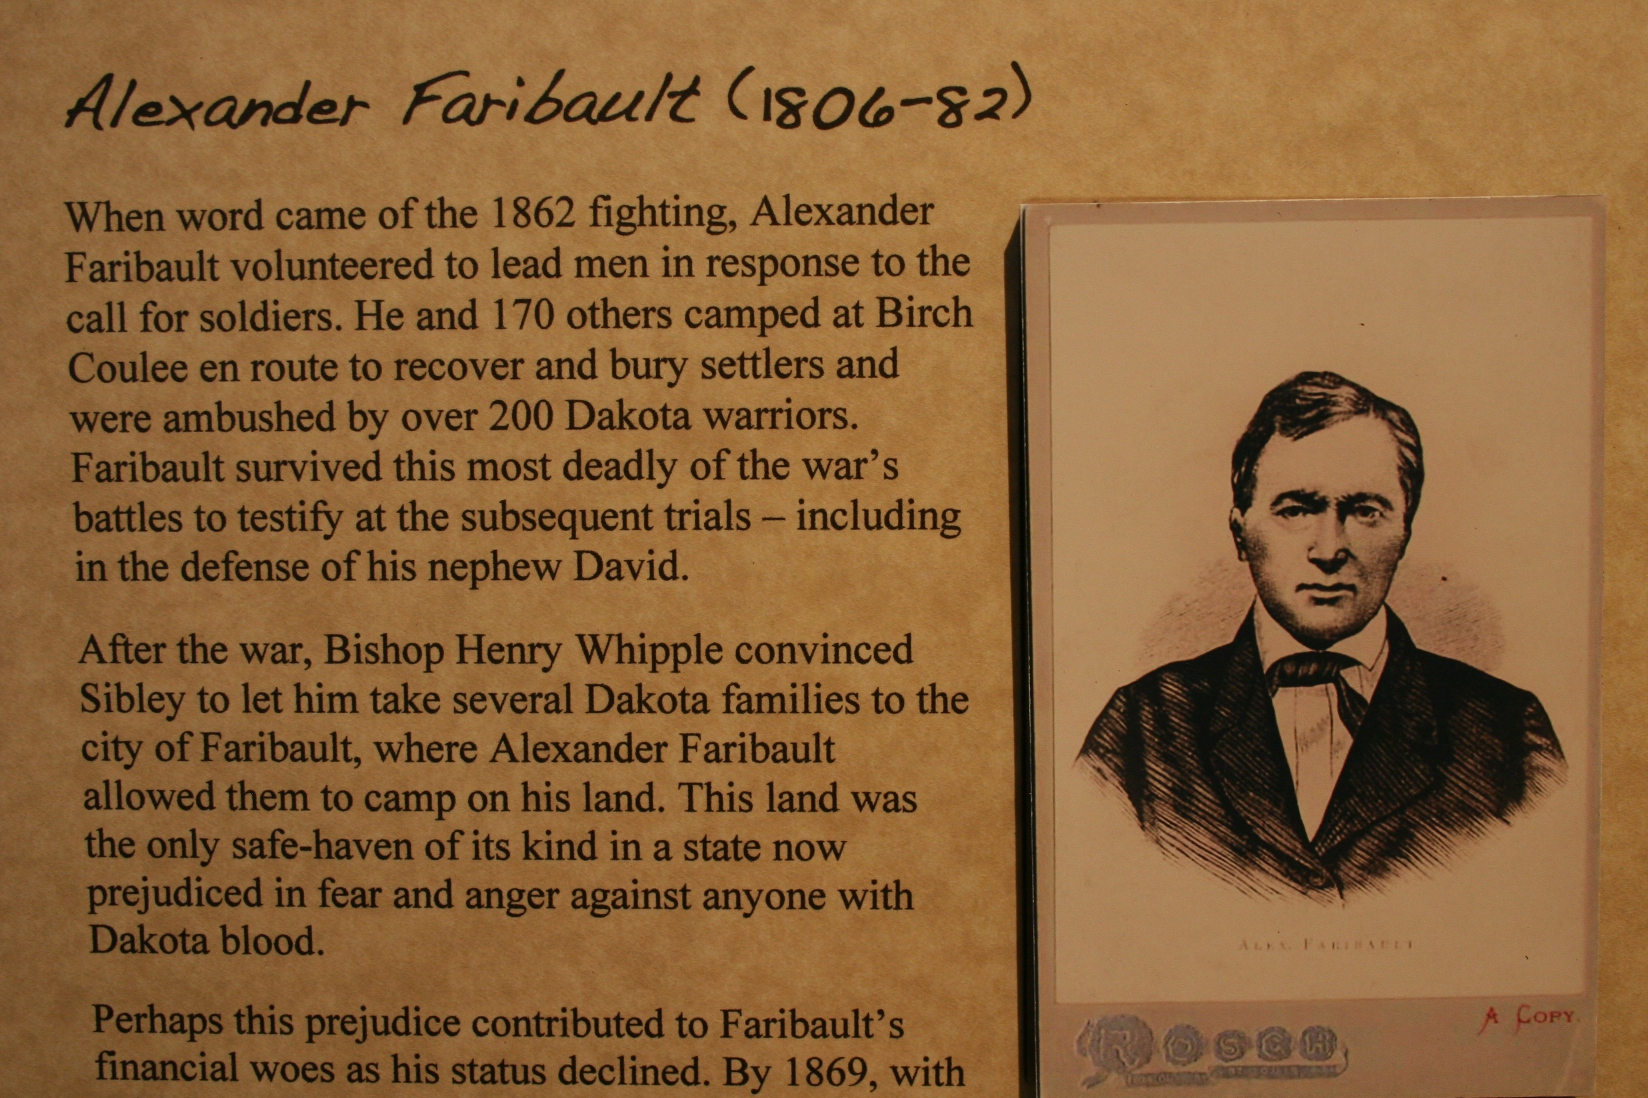 Alexander Faribault (1806-82)
When word came of the 1862 fighting, Alexander
Faribault volunteered to lead men in response to the
call for soldiers. He and 170 others camped at Birch
Coulee en route to recover and bury settlers and
were ambushed by over 200 Dakota warriors.
Faribault survived this most deadly of the war's
battles to testify at the subsequent trials – including
in the defense of his nephew David.
After the war, Bishop Henry Whipple convinced
Sibley to let him take several Dakota families to the
city of Faribault, where Alexander Faribault
allowed them to camp on his land. This land was
the only safe-haven of its kind in a state now
prejudiced in fear and anger against anyone with
Dakota blood.
Perhaps this prejudice contributed to Faribault's
financial woes as his status declined. By 1869, with
ALEX. FARIBAULT
A COPY.
ROSCH